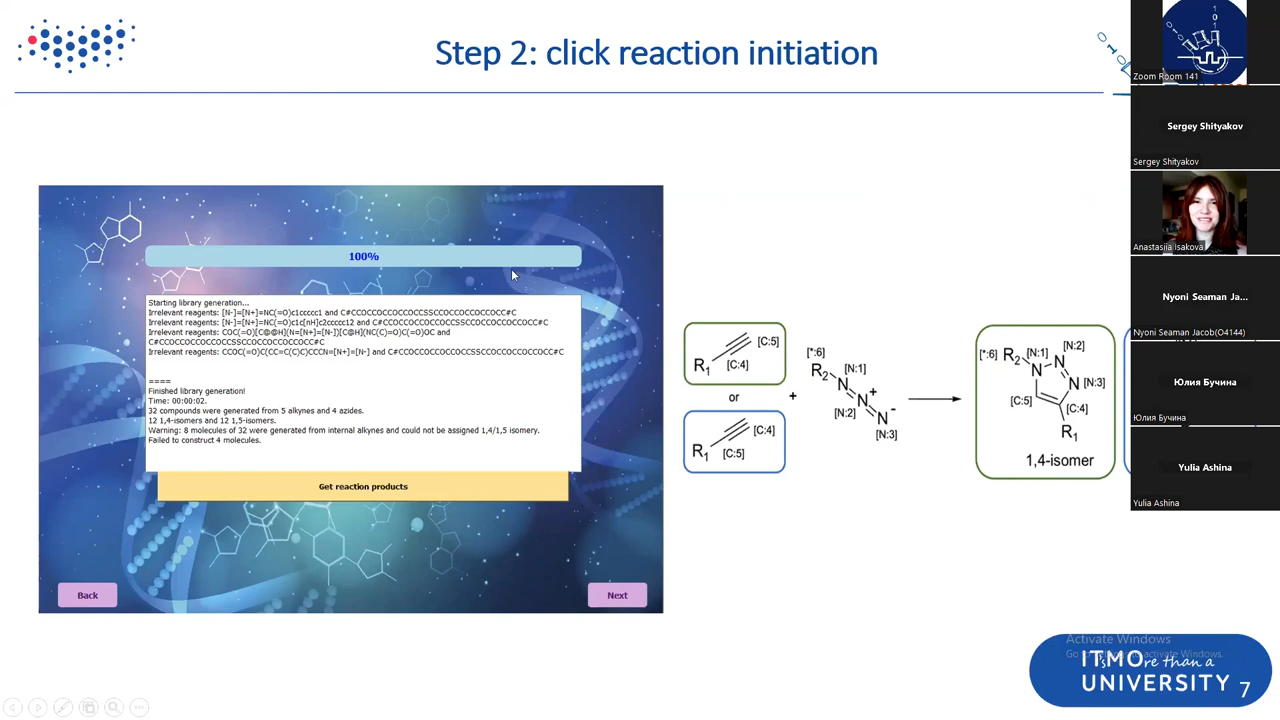 Step 2: click reaction initiation
100%
Starting library generation...
Irrelevant reagents: [N-]=[N+]=NC(=O)c1ccccc1 and C#CCOCCOCCOCCOCCSSCCOCCOCCOCCOCC#C
Irrelevant reagents: [N-]=[N+]=NC(=O)c1c[nH]c2ccccc12 and C#CCOCCOCCOCCOCCSSCCOCCOCCOCCOCC#C
Irrelevant reagents: COC(=O)[C@@H](N=[N+]=[N-])[C@H](NC(C)=O)C(=O)OC and
C#CCOCCOCCOCCOCCSSCCOCCOCCOCCOCC#C
Irrelevant reagents: CCOC(=O)C(CC=C(C)C)CCCN=[N+]=[N-] and C#CCOCCOCCOCCOCCSSCCOCCOCCOCCOCC#C
====
Finished library generation!
Time: 00:00:02.
32 compounds were generated from 5 alkynes and 4 azides.
12 1,4-isomers and 12 1,5-isomers.
Warning: 8 molecules of 32 were generated from internal alkynes and could not be assigned 1,4/1,5 isomery.
Failed to construct 4 molecules.
Get reaction products
Back
Next
R1
[C:4]
[C:5]
or
R1
[C:5]
[C:4]
+
[*:6]
R2
N
[N:1]
+
N
[N:2]
-
N
[N:3]
[*:6]
R2
[N:1]
N
N
[N:2]
N
[N:3]
[C:5]
[C:4]
R1
1,4-isomer
Zoom Room 141
Sergey Shityakov
Sergey Shityakov
Anastasiia Isakova
Nyoni Seaman Ja...
Nyoni Seaman Jacob(O4144)
Юлия Бучина
Юлия Бучина
Yulia Ashina
Yulia Ashina
Activate Windows
IT'sMOre than a
UNIVERSITY
7